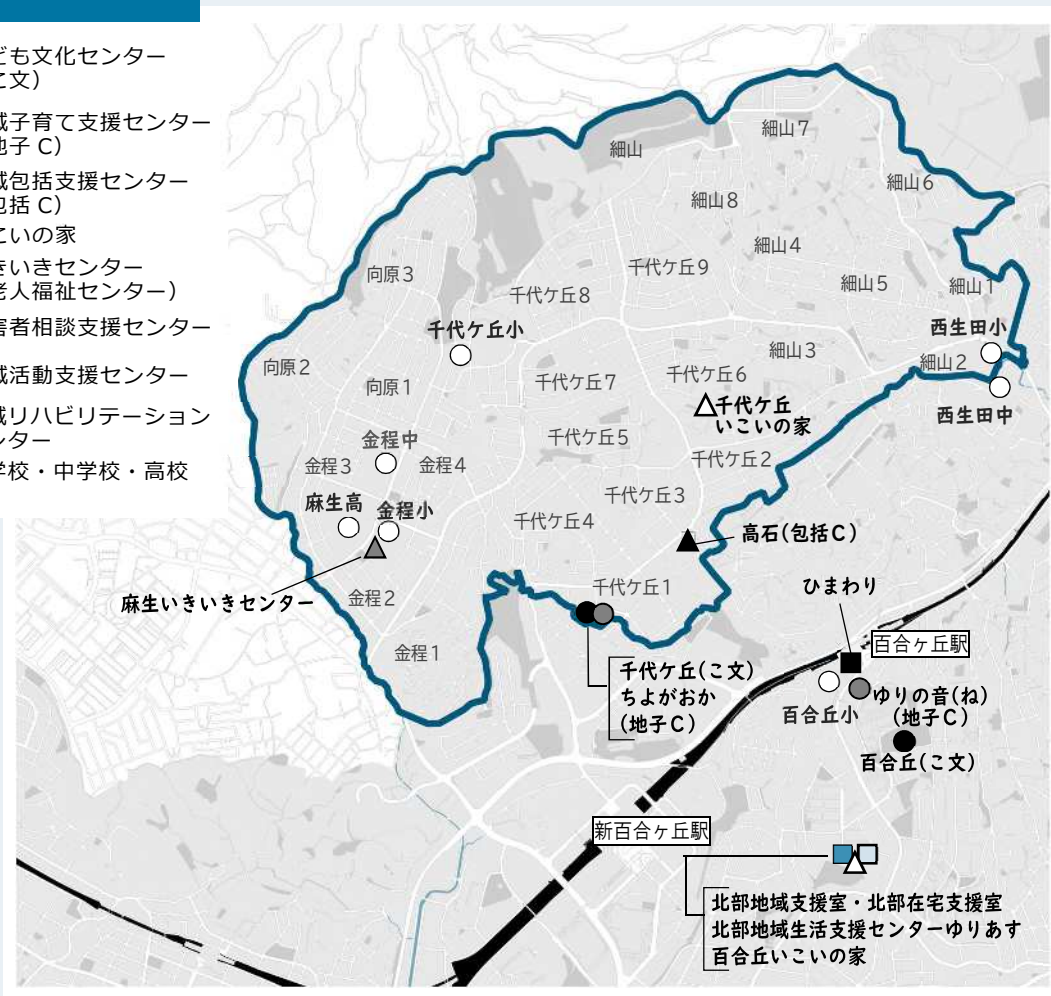 ども文化センター
こ文）
域子育て支援センター
地子 C）
域包括支援センター
包括 C）
こいの家
きいきセンター
老人福祉センター）
害者相談支援センター
域活動支援センター
域リハビリテーション
ンター
学校・中学校・高校
細山7
細山
細山6
細山8
細山4
千代ケ丘9
向原3
細山5
細山1
千代ケ丘8
千代ケ丘小
西生田小
細山3
細山2
向原2
千代ケ丘6
千代ケ丘7
向原1
千代ケ丘
いこいの家
西生田中
金程中
千代ケ丘5
金程3
金程4
千代ケ丘2
千代ケ丘3
麻生高
金程小
千代ケ丘4
高石(包括C)
千代ケ丘1
ひまわり
麻生いきいきセンター
金程2
百合ヶ丘駅
金程1
千代ケ丘(こ文)
ちよがおか
(地子C)
ゆりの音(ね)
(地子C)
百合丘小
百合丘(こ文)
新百合ヶ丘駅
北部地域支援室・北部在宅支援室
北部地域生活支援センターゆりあす
百合丘いこいの家